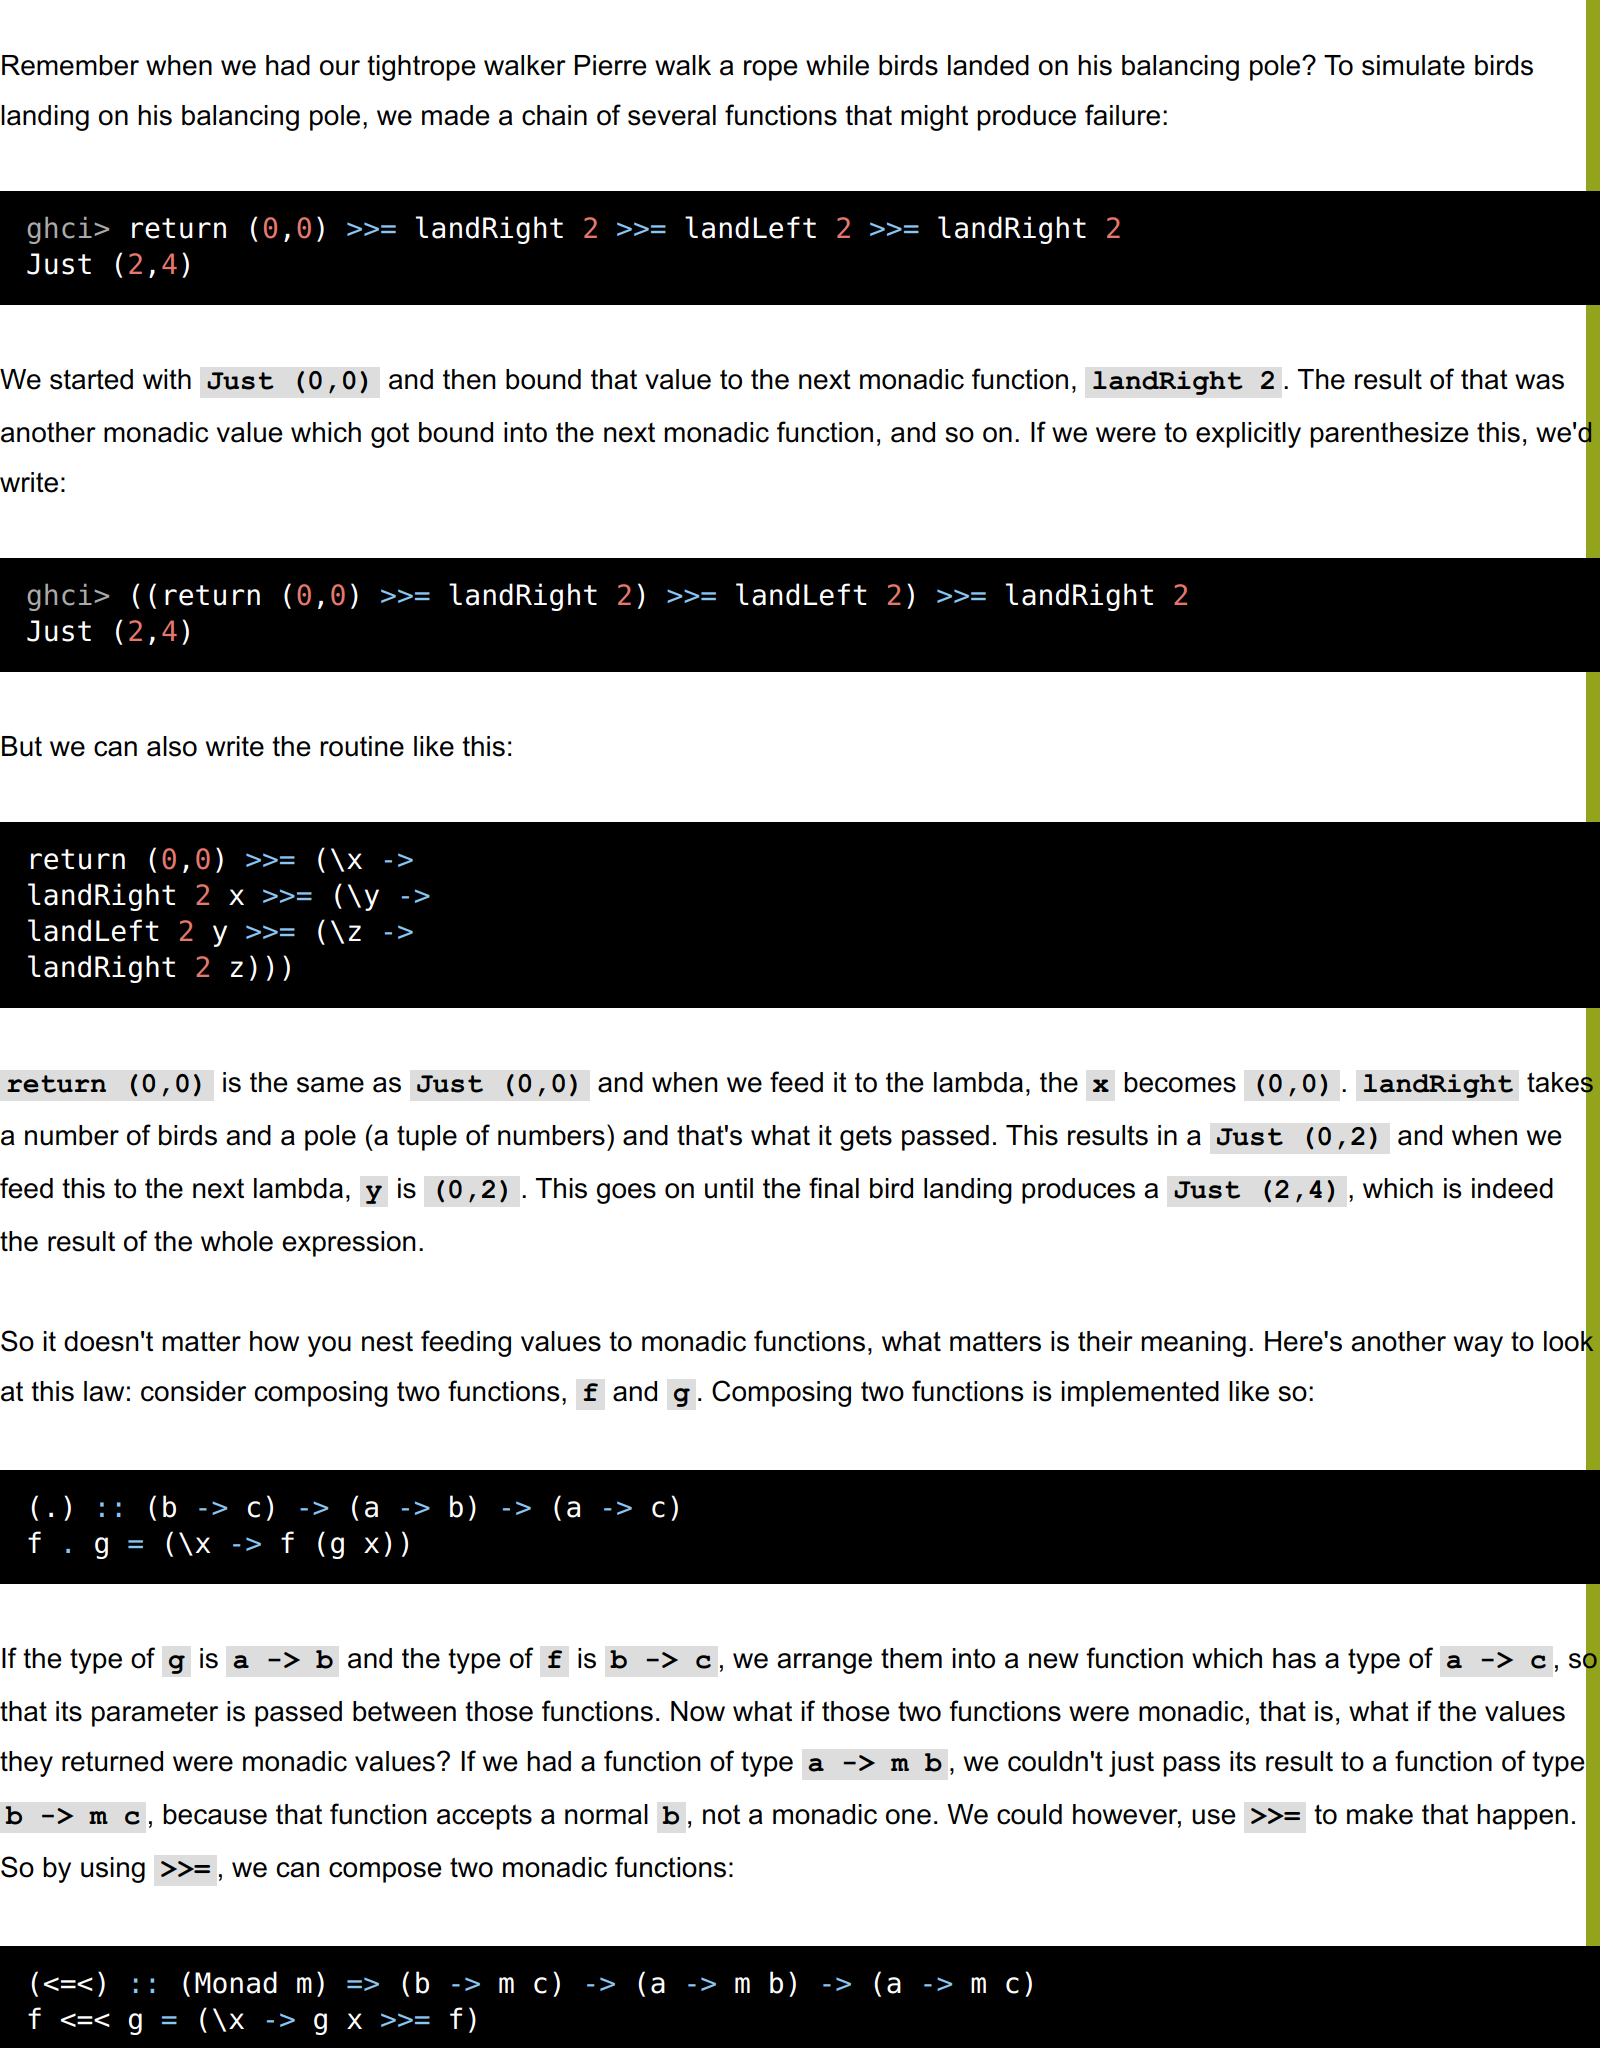 Remember when we had our tightrope walker Pierre walk a rope while birds landed on his balancing pole? To simulate birds
landing on his balancing pole, we made a chain of several functions that might produce failure:
ghci> return (0,0) >>= landRight 2 >>= landLeft 2 >>= landRight 2
Just (2,4)
We started with Just (0,0) and then bound that value to the next monadic function, landRight 2. The result of that was
another monadic value which got bound into the next monadic function, and so on. If we were to explicitly parenthesize this, we'd
write:
ghci> ((return (0,0) >>= landRight 2) >>= landLeft 2) >>= landRight 2
Just (2,4)
But we can also write the routine like this:
return (0,0) >>= (\x ->
landRight 2 x >>= (\y ->
landLeft 2 y >>= (\z ->
landRight 2 z)))
return (0,0) is the same as Just (0,0) and when we feed it to the lambda, the x becomes (0,0). landRight takes
a number of birds and a pole (a tuple of numbers) and that's what it gets passed. This results in a Just (0,2) and when we
feed this to the next lambda, y is (0,2). This goes on until the final bird landing produces a Just (2,4), which is indeed
the result of the whole expression.
So it doesn't matter how you nest feeding values to monadic functions, what matters is their meaning. Here's another way to look
at this law: consider composing two functions, f and g. Composing two functions is implemented like so:
(.) :: (b -> c) -> (a -> b) -> (a -> c)
f . g = (\x -> f (g x))
If the type of g is a -> b and the type of f is b -> c, we arrange them into a new function which has a type of a -> c, so
that its parameter is passed between those functions. Now what if those two functions were monadic, that is, what if the values
they returned were monadic values? If we had a function of type a -> m b, we couldn't just pass its result to a function of type
b -> m c, because that function accepts a normal b, not a monadic one. We could however, use >>= to make that happen.
So by using >>=, we can compose two monadic functions:
(<=<) :: (Monad m) => (b -> m c) -> (a -> m b) -> (a -> m c)
f <=< g = (\x -> g x >>= f)